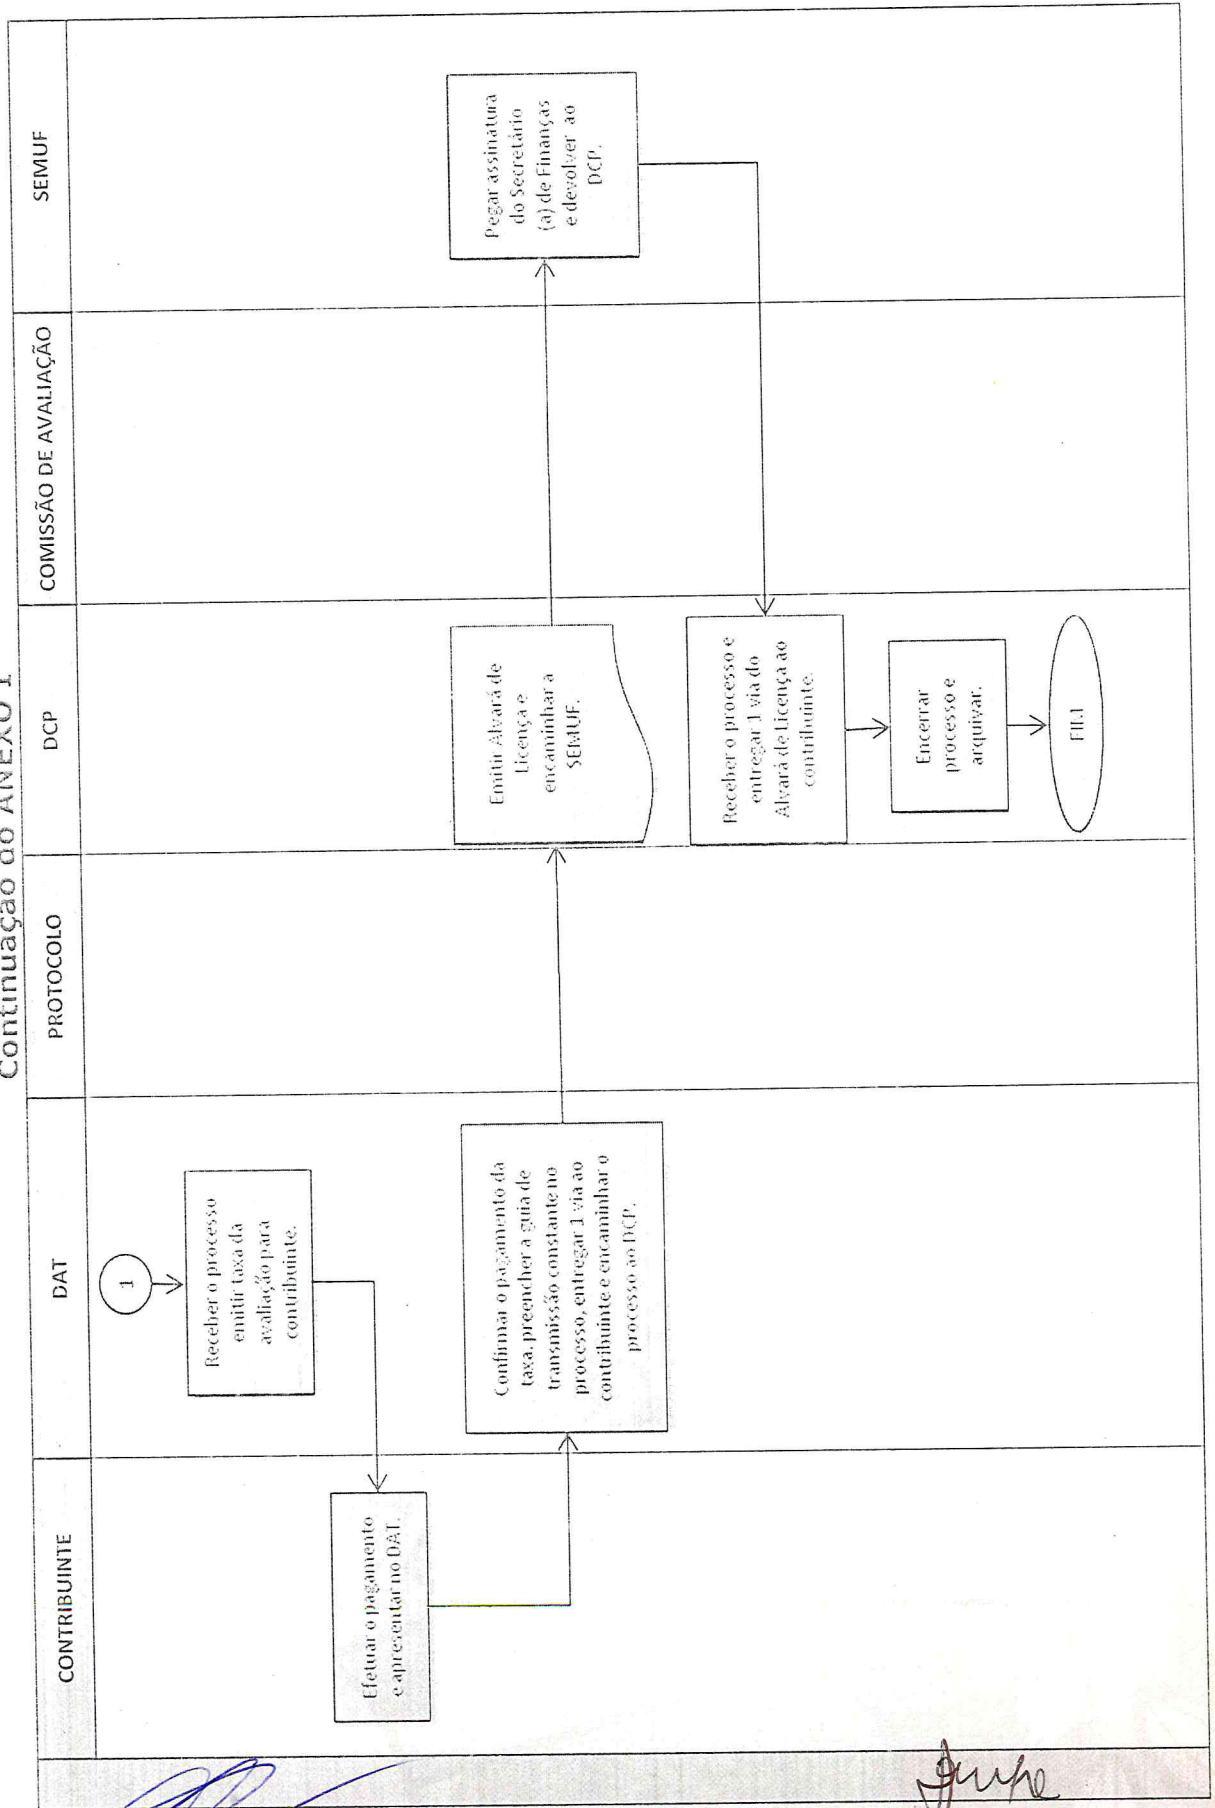 Continuação do ANEXO I
CONTRIBUINTE
DAT
PROTOCOLO
DCP
COMISSÃO DE AVALIAÇÃO
SEMUF
1
Receber o processo
emitir taxa da
avaliação para
contribuinte.
Efetuar o pagamento
e apresentar no DAT.
Confirmar o pagamento da
taxa, preencher a guia de
transmissão constante no
processo, entregar 1 via ao
contribuinte e encaminhar o
processo ao DCP.
Emitir Alvará de
Licença e
encaminhar a
SEMUF.
Pegar assinatura
do Secretário
(a) de Finanças
e devolver ao
DCP.
Receber o processo e
entregar 1 via do
Alvará de Licença ao
contribuinte.
Encerrar
processo e
arquivar.
FIM